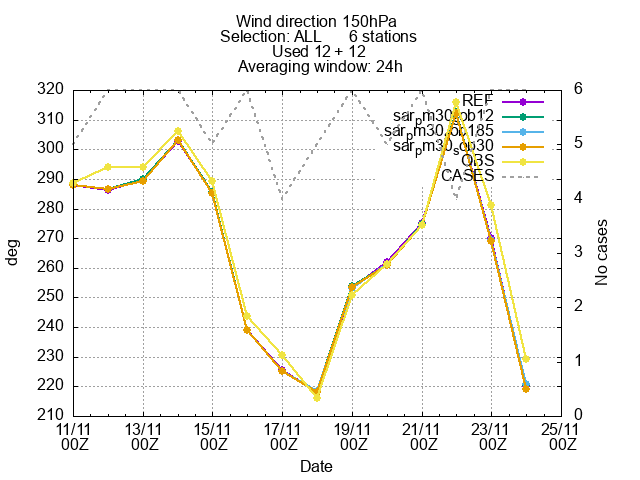 Wind direction 150hPa
Selection: ALL 6 stations
Used 12 + 12
Averaging window: 24h
320
310
300
290
280
270
260
250
240
230
220
210
deg
6
5
4
3
2
1
0
No cases
REF
sarpm30sob12
sarpm30sob185
sarpm30sob30
OBS
CASES
11/11 00Z
13/11 00Z
15/11 00Z
17/11 00Z
19/11 00Z
21/11 00Z
23/11 00Z
25/11 00Z
Date